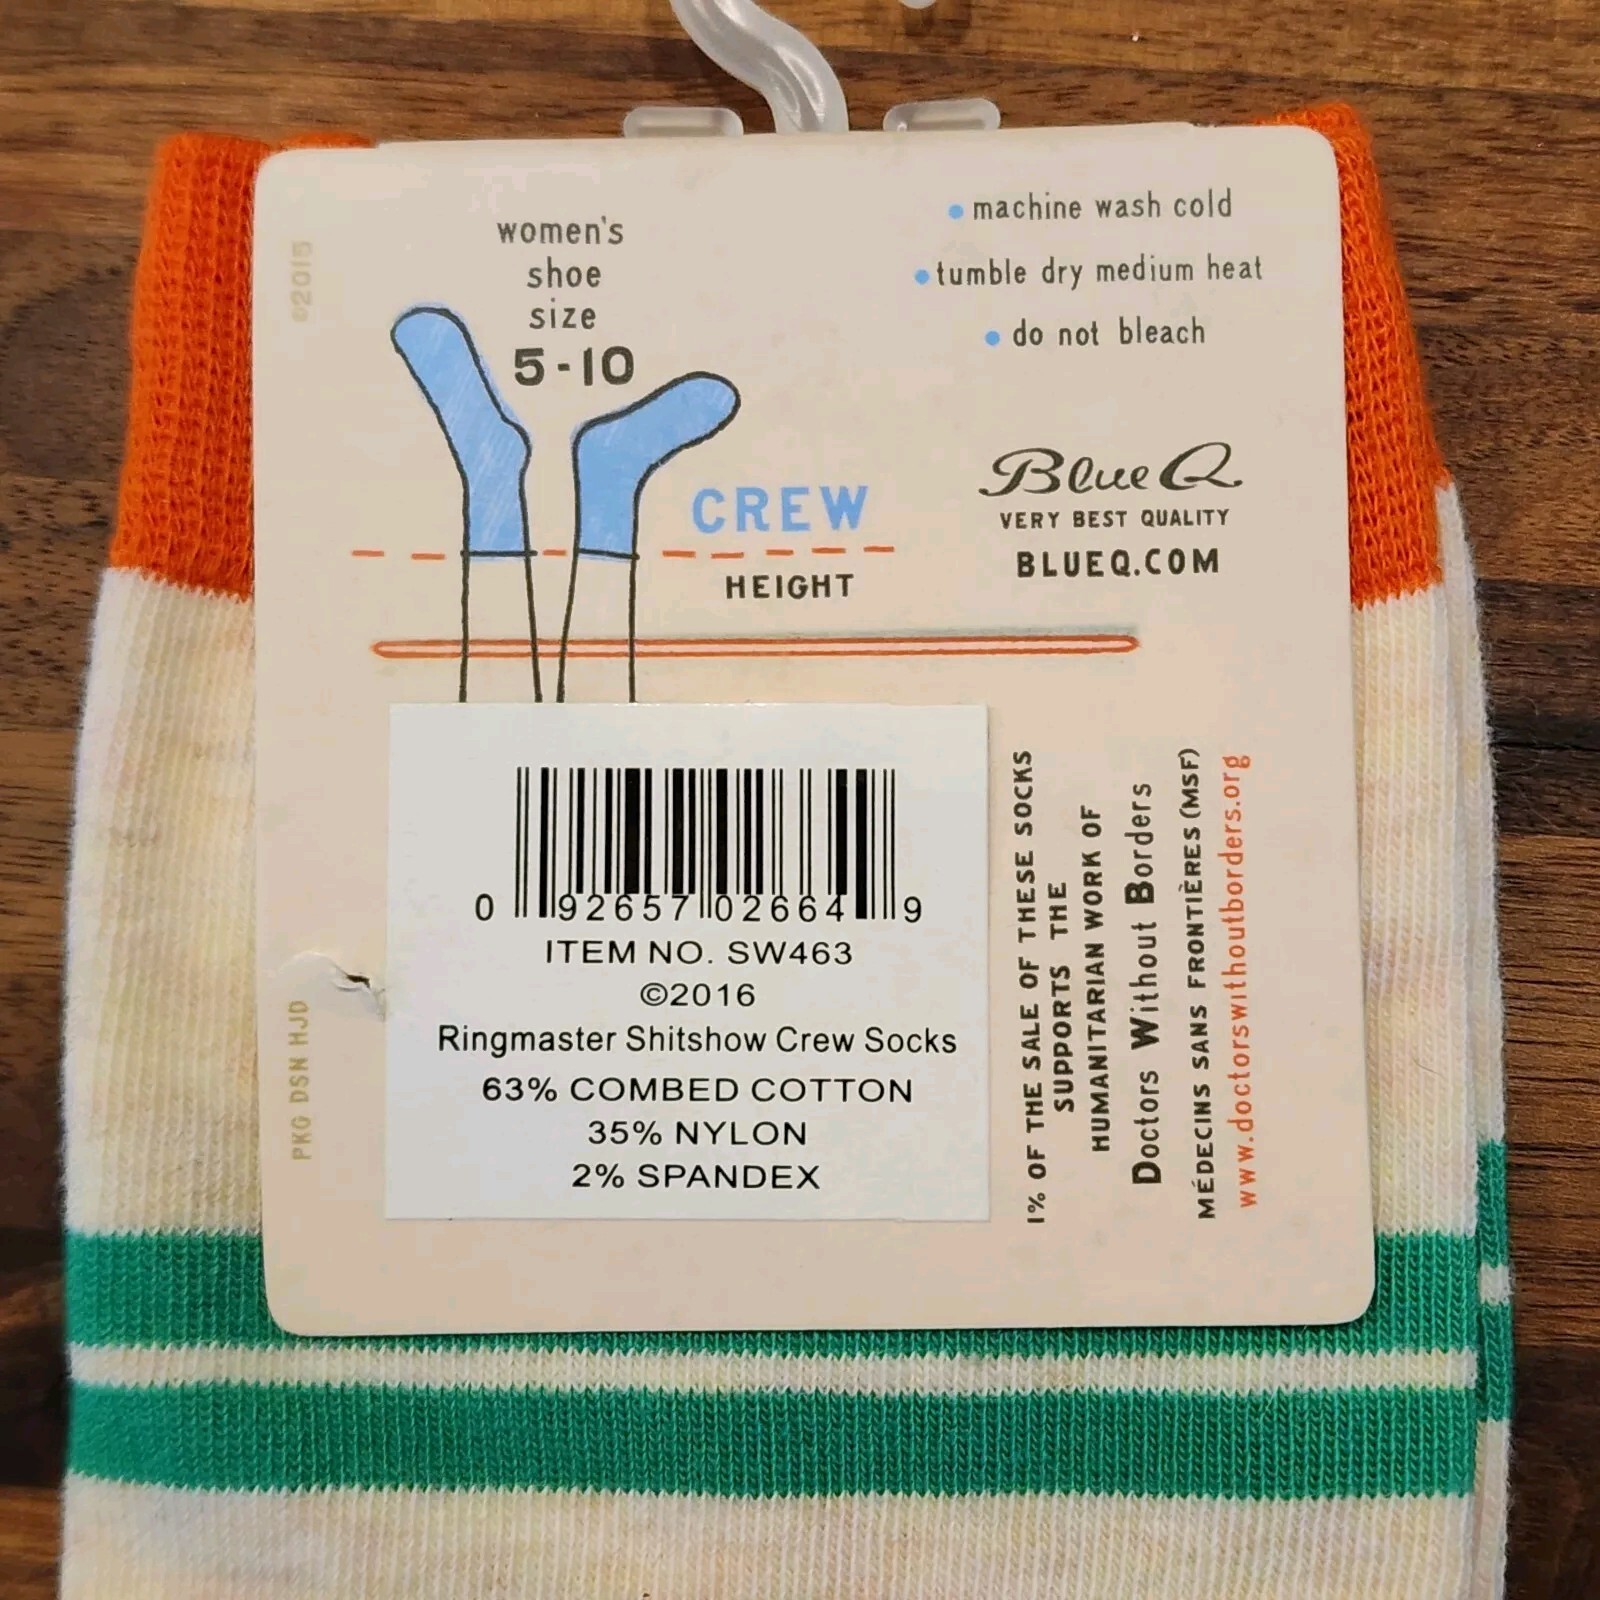 ©2015
women's
shoe
size
5-10
machine wash cold
tumble dry medium heat
do not bleach
CREW
HEIGHT
Blue Q
VERY BEST QUALITY
BLUEQ.COM
0 92657 02664 9
ITEM NO. SW463
©2016
Ringmaster Shitshow Crew Socks
63% COMBED COTTON
35% NYLON
2% SPANDEX
1% OF THE SALE OF THESE SOCKS
SUPPORTS THE
HUMANITARIAN WORK OF
Doctors Without Borders
MÉDECINS SANS FRONTIÈRES (MSF)
www.doctorswithoutborders.org
PKG DSN HJD